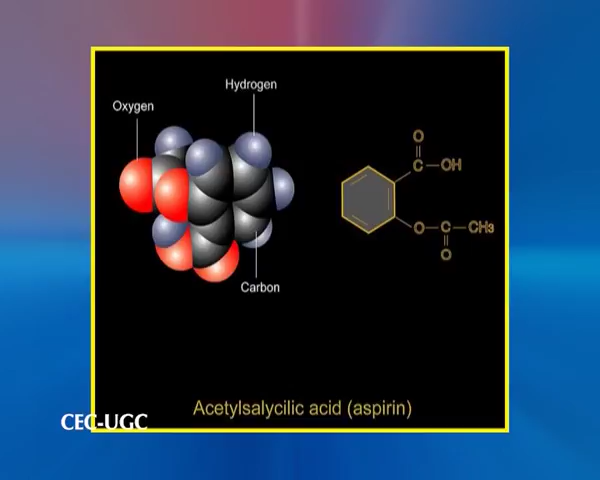 Hydrogen
Oxygen
Carbon
O
C
OH
O
C
CH3
O
Acetylsalycilic acid (aspirin)
CEC-UGC